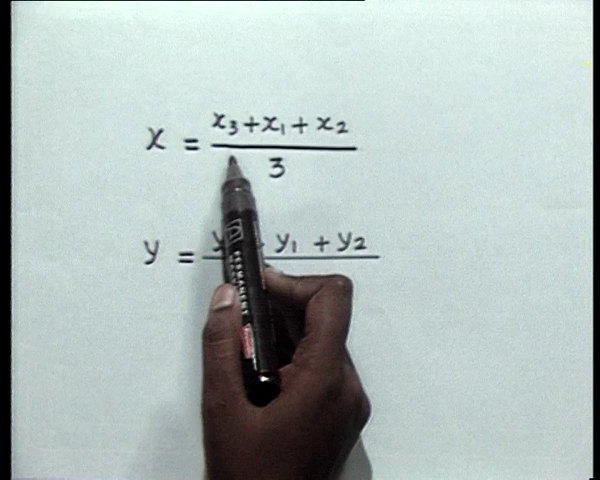 x = x₃+x₁+x₂
3
y = y y₁ + y₂